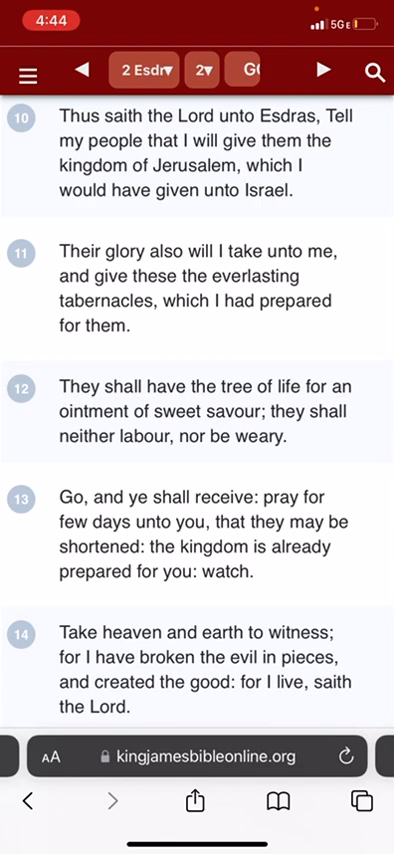 4:44
5GE
2 Esdr▾ 2▾ G
10 Thus saith the Lord unto Esdras, Tell
my people that I will give them the
kingdom of Jerusalem, which I
would have given unto Israel.
11 Their glory also will I take unto me,
and give these the everlasting
tabernacles, which I had prepared
for them.
12 They shall have the tree of life for an
ointment of sweet savour; they shall
neither labour, nor be weary.
13 Go, and ye shall receive: pray for
few days unto you, that they may be
shortened: the kingdom is already
prepared for you: watch.
14 Take heaven and earth to witness;
for I have broken the evil in pieces,
and created the good: for I live, saith
the Lord.
AA kingjamesbibleonline.org